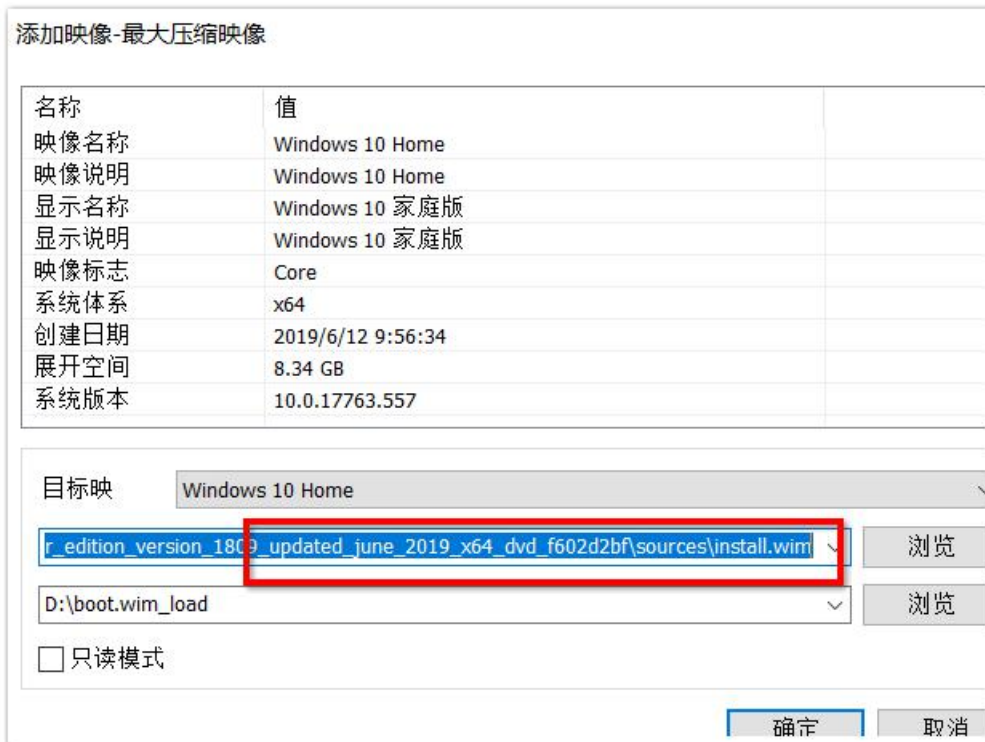 添加映像-最大压缩映像
名称 值
映像名称 Windows 10 Home
映像说明 Windows 10 Home
显示名称 Windows 10 家庭版
显示说明 Windows 10 家庭版
映像标志 Core
系统体系 x64
创建日期 2019/6/12 9:56:34
展开空间 8.34 GB
系统版本 10.0.17763.557
目标映 Windows 10 Home
r_edition_version_1809_updated_june_2019_x64_dvd_f602d2bf\sources\install.wim 浏览
D:\boot.wim_load 浏览
只读模式
确定 取消